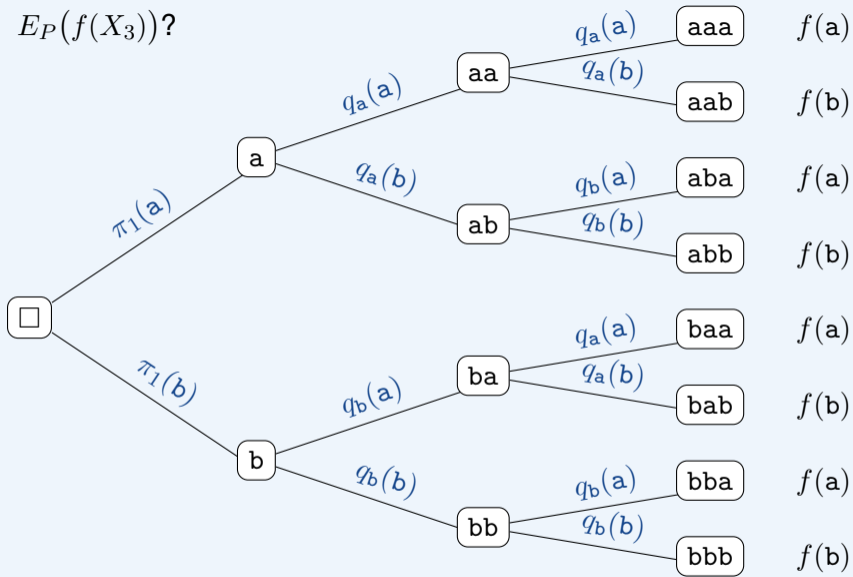 E_P(f(X_3))?
q_a(a)
aaa f(a)
aa
q_a(b)
q_a(a)
aab f(b)
a
q_a(b)
q_b(a)
aba f(a)
π_1(a)
ab
q_b(b)
abb f(b)
□
q_a(a)
baa f(a)
π_1(b)
q_b(a)
ba
q_a(b)
bab f(b)
b
q_b(b)
q_b(a)
bba f(a)
bb
q_b(b)
bbb f(b)